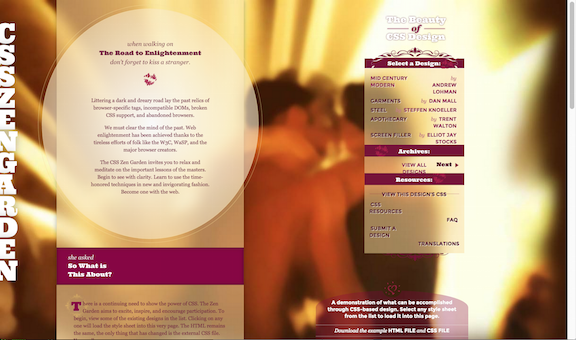 CSS ZEN GARDEN
when walking on
The Road to Enlightenment
don't forget to kiss a stranger.
Littering a dark and dreary road lay the past relics of
browser-specific tags, incompatible DOMs, broken
CSS support, and abandoned browsers.
We must clear the mind of the past. Web
enlightenment has been achieved thanks to the
tireless efforts of folk like the W3C, WaSP, and the
major browser creators.
The CSS Zen Garden invites you to relax and
meditate on the important lessons of the masters.
Begin to see with clarity. Learn to use the time-
honored techniques in new and invigorating fashion.
Become one with the web.
she asked
So What is
This About?
There is a continuing need to show the power of CSS. The Zen
Garden aims to excite, inspire, and encourage participation. To
begin, view some of the existing designs in the list. Clicking on any
one will load the style sheet into this very page. The HTML remains
the same, the only thing that has changed is the external CSS file.
The Beauty
of
CSS Design
Select a Design:
MID CENTURY MODERN by ANDREW LOHMAN
GARMENTS by DAN MALL
STEEL by STEFFEN KNOELLER
APOTHECARY by TRENT WALTON
SCREEN FILLER by ELLIOT JAY STOCKS
Archives:
VIEW ALL DESIGNS
Next
Resources:
VIEW THIS DESIGN'S CSS
CSS RESOURCES
FAQ
SUBMIT A DESIGN
TRANSLATIONS
A demonstration of what can be accomplished
through CSS-based design. Select any style sheet
from the list to load it into this page.
Download the example HTML FILE and CSS FILE